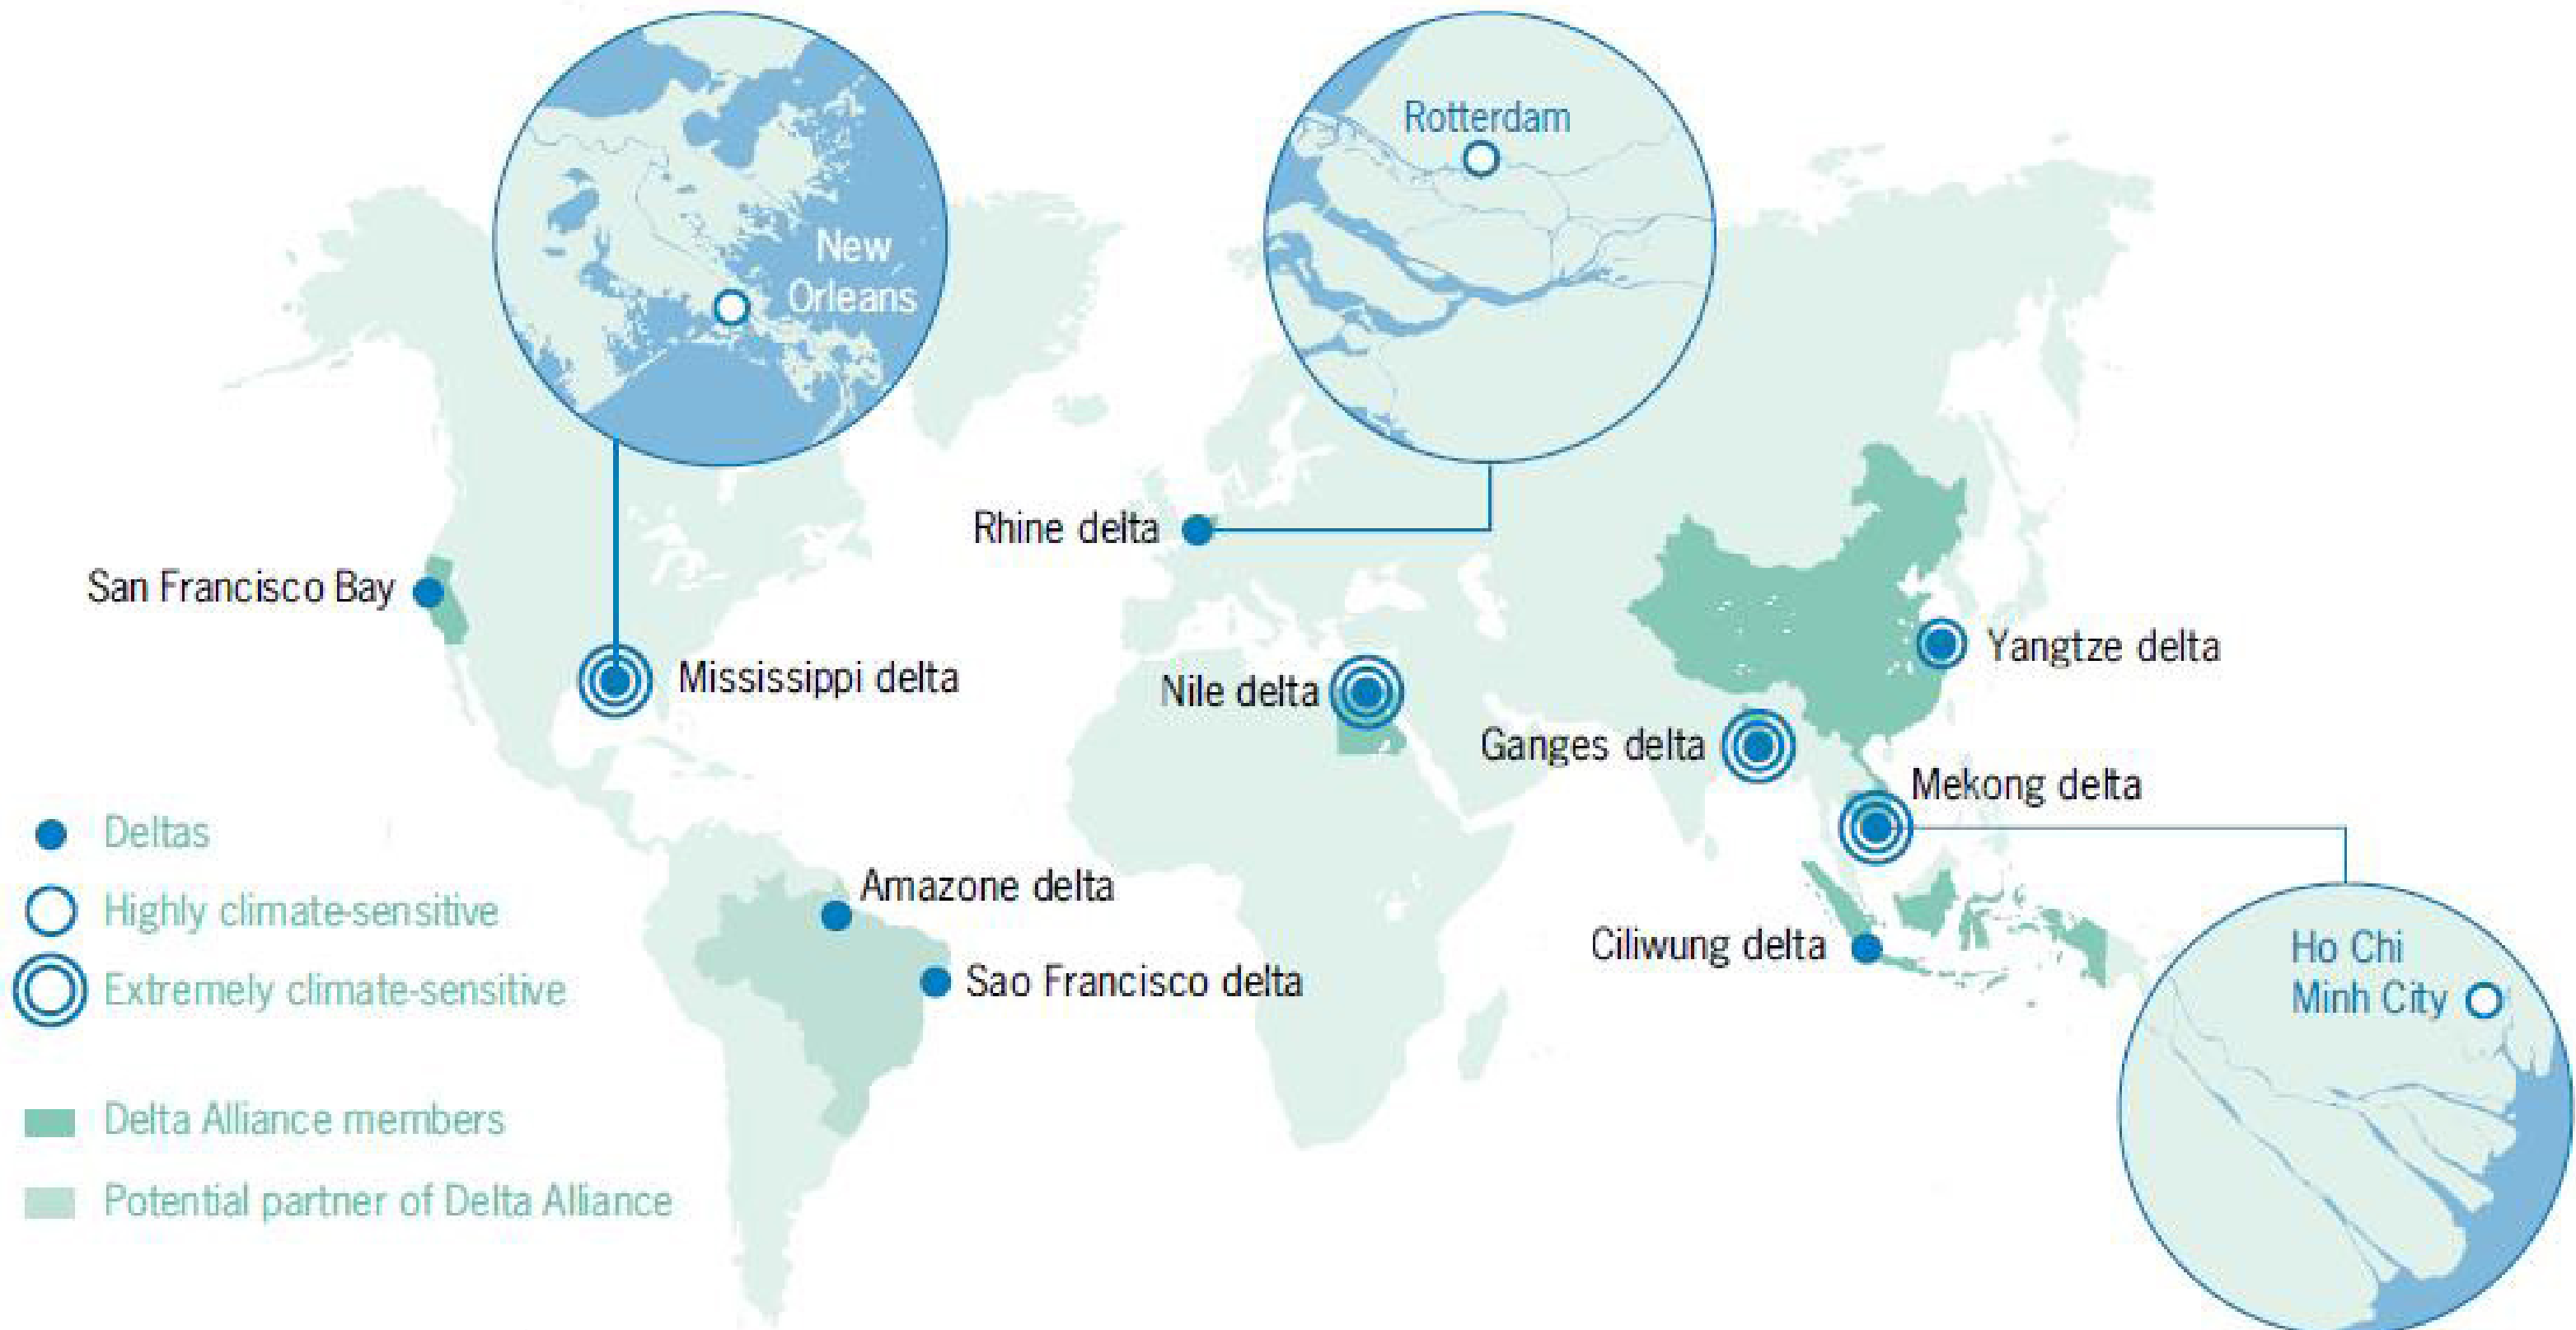 Rotterdam
New
Orleans
Rhine delta
San Francisco Bay
Yangtze delta
Mississippi delta
Nile delta
Ganges delta
Mekong delta
Deltas
Amazone delta
Highly climate-sensitive
Ciliwung delta
Ho Chi
Minh City
Sao Francisco delta
Extremely climate-sensitive
Delta Alliance members
Potential partner of Delta Alliance